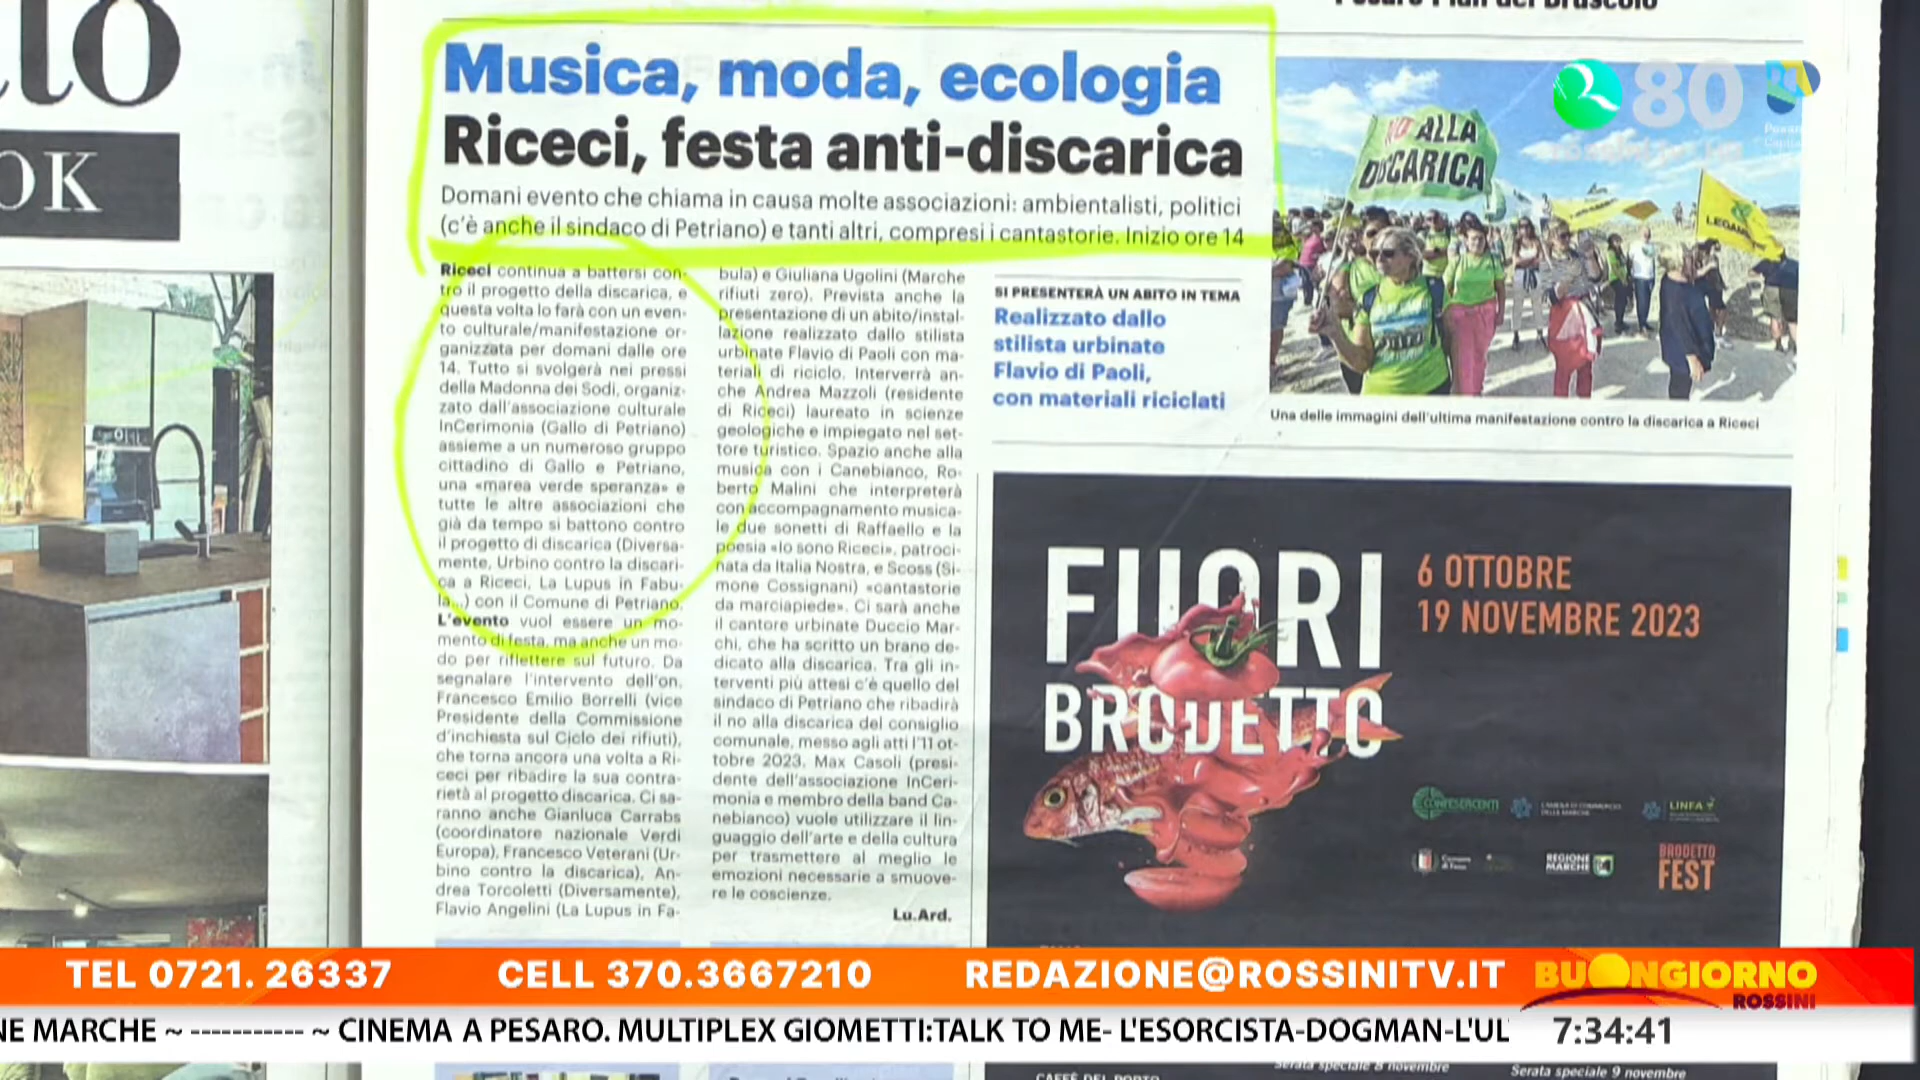 OK
Musica, moda, ecologia
Riceci, festa anti-discarica
Domani evento che chiama in causa molte associazioni: ambientalisti, politici
(c'è anche il sindaco di Petriano) e tanti altri, compresi i cantastorie. Inizio ore 14
Riceci continua a battersi con-
tro il progetto della discarica, e
questa volta lo farà con un even-
to culturale/manifestazione or-
ganizzata per domani dalle ore
14. Tutto si svolgerà nei pressi
della Madonna dei Sodi, organiz-
zato dall'associazione culturale
InCerimonia (Gallo di Petriano)
assieme a un numeroso gruppo
cittadino di Gallo e Petriano,
una «marea verde speranza» e
tutte le altre associazioni che
già da tempo si battono contro
il progetto di discarica (Diversa-
mente, Urbino contro la discari-
ca a Riceci, La Lupus in Fabu-
la...) con il Comune di Petriano.
L'evento vuol essere un mo-
mento di festa, ma anche un mo-
do per riflettere sul futuro. Da
segnalare l'intervento dell'on.
Francesco Emilio Borrelli (vice
Presidente della Commissione
d'inchiesta sul Ciclo dei rifiuti),
che torna ancora una volta a Ri-
ceci per ribadire la sua contra-
rietà al progetto discarica. Ci sa-
ranno anche Gianluca Carrabs
(coordinatore nazionale Verdi
Europa), Francesco Veterani (Ur-
bino contro la discarica), An-
drea Torcoletti (Diversamente),
Flavio Angelini (La Lupus in Fa-
bula) e Giuliana Ugolini (Marche
rifiuti zero). Prevista anche la
presentazione di un abito/instal-
lazione realizzato dallo stilista
urbinate Flavio di Paoli con ma-
teriali di riciclo. Interverrà an-
che Andrea Mazzoli (residente
di Riceci) laureato in scienze
geologiche e impiegato nel set-
tore turistico. Spazio anche alla
musica con i Canebianco, Ro-
berto Malini che interpreterà
con accompagnamento musica-
le due sonetti di Raffaello e la
poesia «Io sono Riceci», patroci-
nata da Italia Nostra, e Scoss (Si-
mone Cossignani) «cantastorie
da marciapiede». Ci sarà anche
il cantore urbinate Duccio Mar-
chi, che ha scritto un brano de-
dicato alla discarica. Tra gli in-
terventi più attesi c'è quello del
sindaco di Petriano che ribadirà
il no alla discarica del consiglio
comunale, messo agli atti l'11 ot-
tobre 2023. Max Casoli (presi-
dente dell'associazione InCeri-
monia e membro della band Ca-
nebianco) vuole utilizzare il lin-
guaggio dell'arte e della cultura
per trasmettere al meglio le
emozioni necessarie a smuove-
re le coscienze.
Lu.Ard.
SI PRESENTERÀ UN ABITO IN TEMA
Realizzato dallo
stilista urbinate
Flavio di Paoli,
con materiali riciclati
NO ALLA
DISCARICA
80
Una delle immagini dell'ultima manifestazione contro la discarica a Riceci
FUORI
BRODETTO
6 OTTOBRE
19 NOVEMBRE 2023
CONFESERCENTI
LINFA
REGIONE
MARCHE
BRODETTO
FEST
TEL 0721. 26337 CELL 370.3667210 REDAZIONE@ROSSINITV.IT
BUONGIORNO
ROSSINI
NE MARCHE ~ ----------- ~ CINEMA A PESARO. MULTIPLEX GIOMETTI:TALK TO ME- L'ESORCISTA-DOGMAN-L'UL
7:34:41
Serata speciale 8 novembre
Serata speciale 9 novembre